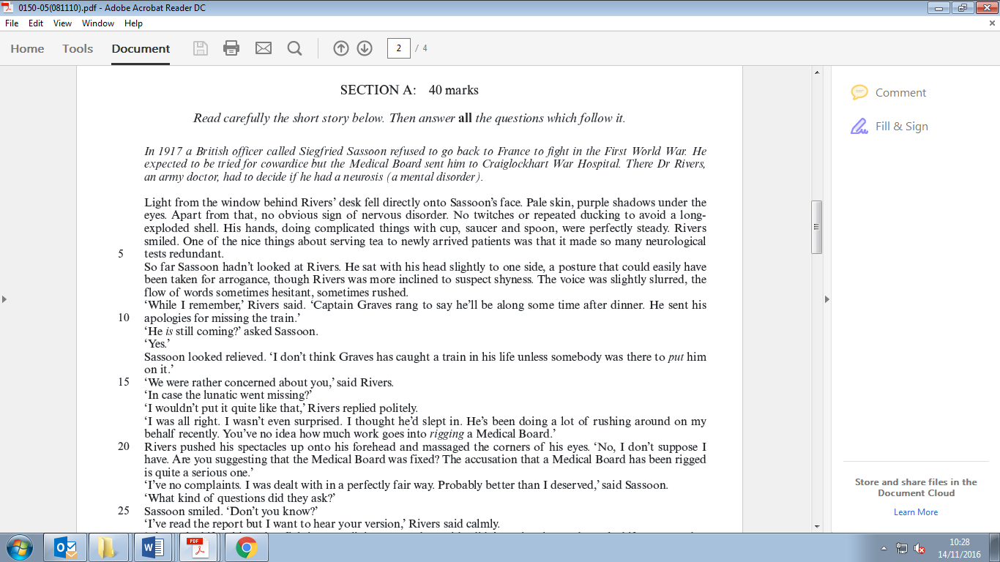 0150-05(081110).pdf - Adobe Acrobat Reader DC
File Edit View Window Help
Home Tools Document 2 / 4
SECTION A: 40 marks
Read carefully the short story below. Then answer all the questions which follow it.
In 1917 a British officer called Siegfried Sassoon refused to go back to France to fight in the First World War. He
expected to be tried for cowardice but the Medical Board sent him to Craiglockhart War Hospital. There Dr Rivers,
an army doctor, had to decide if he had a neurosis (a mental disorder).
Light from the window behind Rivers’ desk fell directly onto Sassoon’s face. Pale skin, purple shadows under the
eyes. Apart from that, no obvious sign of nervous disorder. No twitches or repeated ducking to avoid a long-
exploded shell. His hands, doing complicated things with cup, saucer and spoon, were perfectly steady. Rivers
smiled. One of the nice things about serving tea to newly arrived patients was that it made so many neurological
5 tests redundant.
So far Sassoon hadn’t looked at Rivers. He sat with his head slightly to one side, a posture that could easily have
been taken for arrogance, though Rivers was more inclined to suspect shyness. The voice was slightly slurred, the
flow of words sometimes hesitant, sometimes rushed.
‘While I remember,’ Rivers said. ‘Captain Graves rang to say he’ll be along some time after dinner. He sent his
10 apologies for missing the train.’
‘He is still coming?’ asked Sassoon.
‘Yes.’
Sassoon looked relieved. ‘I don’t think Graves has caught a train in his life unless somebody was there to put him
on it.’
15 ‘We were rather concerned about you,’ said Rivers.
‘In case the lunatic went missing?’
‘I wouldn’t put it quite like that,’ Rivers replied politely.
‘I was all right. I wasn’t even surprised. I thought he’d slept in. He’s been doing a lot of rushing around on my
behalf recently. You’ve no idea how much work goes into rigging a Medical Board.’
20 Rivers pushed his spectacles up onto his forehead and massaged the corners of his eyes. ‘No, I don’t suppose I
have. Are you suggesting that the Medical Board was fixed? The accusation that a Medical Board has been rigged
is quite a serious one.’
‘I’ve no complaints. I was dealt with in a perfectly fair way. Probably better than I deserved,’ said Sassoon.
‘What kind of questions did they ask?’
25 Sassoon smiled. ‘Don’t you know?’
‘I’ve read the report but I want to hear your version,’ Rivers said calmly.
Comment
Fill & Sign
Store and share files in the
Document Cloud
Learn More
PDF
10:28
14/11/2016